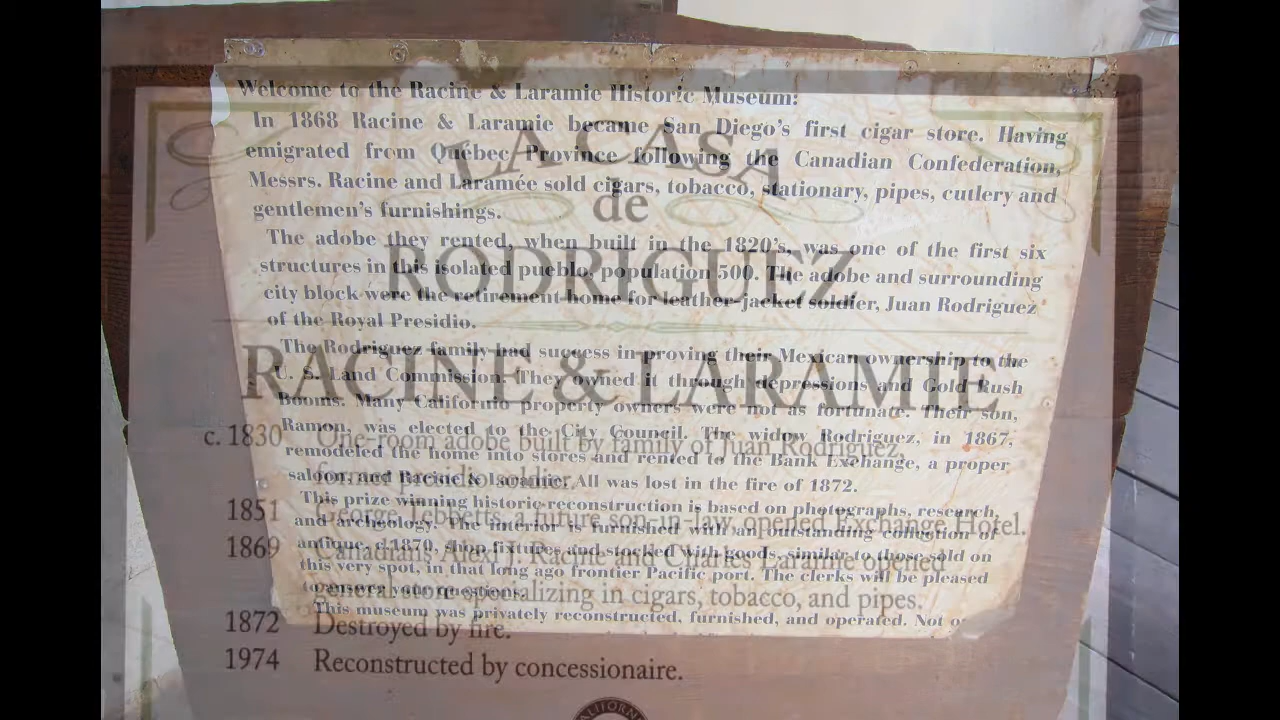 Welcome to the Racine & Laramie Historic Museum:
In 1868 Racine & Laramie became San Diego's first cigar store. Having
emigrated from Québec Province following the Canadian Confederation,
Messrs. Racine and Laramée sold cigars, tobacco, stationary, pipes, cutlery and
gentlemen's furnishings.
The adobe they rented, when built in the 1820's, was one of the first six
structures in this isolated pueblo, population 500. The adobe and surrounding
city block were the retirement home for leather-jacket soldier, Juan Rodriguez
of the Royal Presidio.
The Rodriguez family had success in proving their Mexican ownership to the
U. S. Land Commission. They owned it through depressions and Gold Rush
Booms. Many Californio property owners were not as fortunate. Their son,
Ramon, was elected to the City Council. The widow Rodriguez, in 1867,
remodeled the home into stores and rented to the Bank Exchange, a proper
saloon, and Racine & Laramie. All was lost in the fire of 1872.
This prize winning historic reconstruction is based on photographs, research,
and archeology. The interior is furnished with an outstanding collection of
antique, c.1870, shop fixtures and stocked with goods, similar to those sold on
this very spot, in that long ago frontier Pacific port. The clerks will be pleased
to answer your questions.
This museum was privately reconstructed, furnished, and operated. Not
LA CASA
de
RODRIGUEZ
RACINE & LARAMIE
c. 1830 One-room adobe built by family of Juan Rodriguez,
former Presidio soldier.
1851 George Tebbetts, a future son-in-law, opened Exchange Hotel.
1869 Canadians Alexi J. Racine and Charles Laramie opened
general store specializing in cigars, tobacco, and pipes.
1872 Destroyed by fire.
1974 Reconstructed by concessionaire.